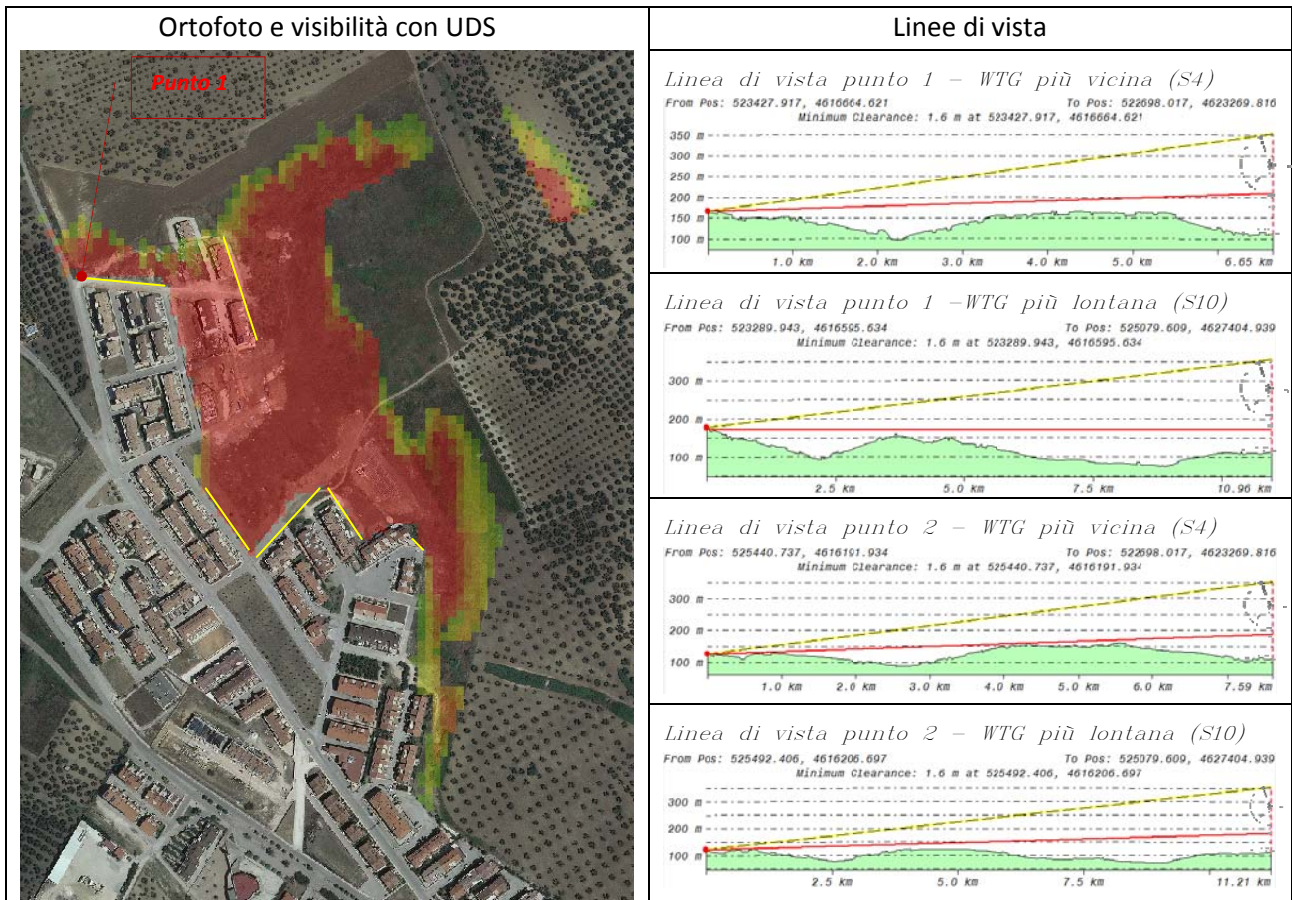 Ortofoto e visibilità con UDS
Linee di vista
Punto 1
Linea di vista punto 1 – WTG più vicina (S4)
From Pos: 523427.917, 4616664.621 To Pos: 522698.017, 4623269.816
Minimum Clearance: 1.6 m at 523427.917, 4616664.621
350 m
300 m
250 m
200 m
150 m
100 m
1.0 km 2.0 km 3.0 km 4.0 km 5.0 km 6.65 km
Linea di vista punto 1 –WTG più lontana (S10)
From Pos: 523289.943, 4616595.634 To Pos: 525079.609, 4627404.939
Minimum Clearance: 1.6 m at 523289.943, 4616595.634
300 m
200 m
100 m
2.5 km 5.0 km 7.5 km 10.96 km
Linea di vista punto 2 – WTG più vicina (S4)
From Pos: 525440.737, 4616191.934 To Pos: 522698.017, 4623269.816
Minimum Clearance: 1.6 m at 525440.737, 4616191.934
300 m
200 m
100 m
1.0 km 2.0 km 3.0 km 4.0 km 5.0 km 6.0 km 7.59 km
Linea di vista punto 2 – WTG più lontana (S10)
From Pos: 525492.406, 4616206.697 To Pos: 525079.609, 4627404.939
Minimum Clearance: 1.6 m at 525492.406, 4616206.697
300 m
200 m
100 m
2.5 km 5.0 km 7.5 km 11.21 km